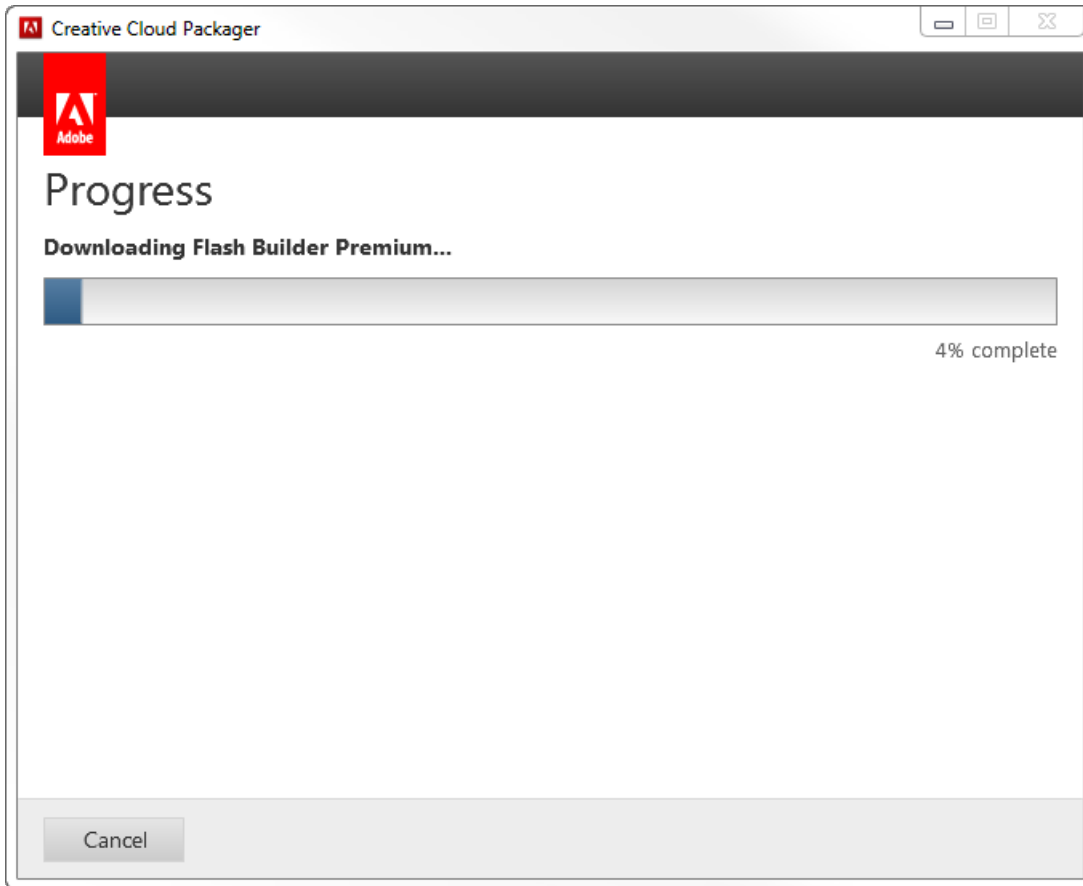 Creative Cloud Packager
Adobe
Progress
Downloading Flash Builder Premium...
4% complete
Cancel